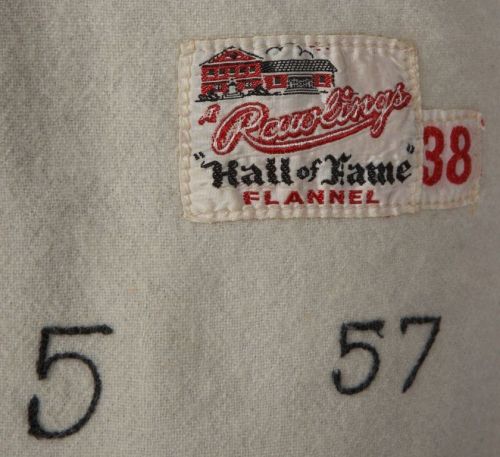 Rawlings
"Hall of Fame" 38
FLANNEL
5 57